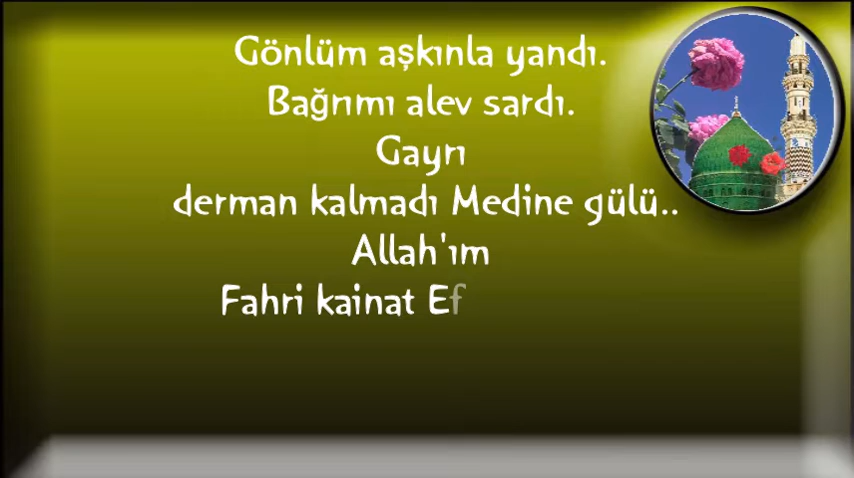 Gönlüm aşkınla yandı.
Bağrımı alev sardı.
Gayrı
derman kalmadı Medine gülü..
Allah'ım
Fahri kainat Ef